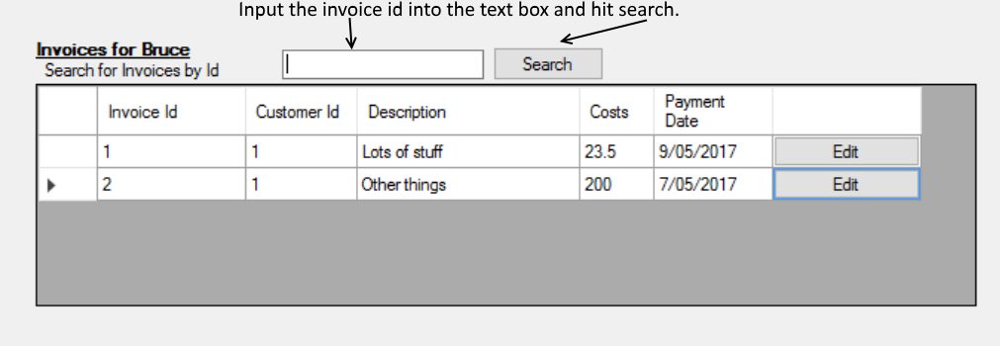 Input the invoice id into the text box and hit search.
Invoices for Bruce
Search for Invoices by Id
Search
Invoice Id Customer Id Description Costs Payment Date
1 1 Lots of stuff 23.5 9/05/2017 Edit
2 1 Other things 200 7/05/2017 Edit